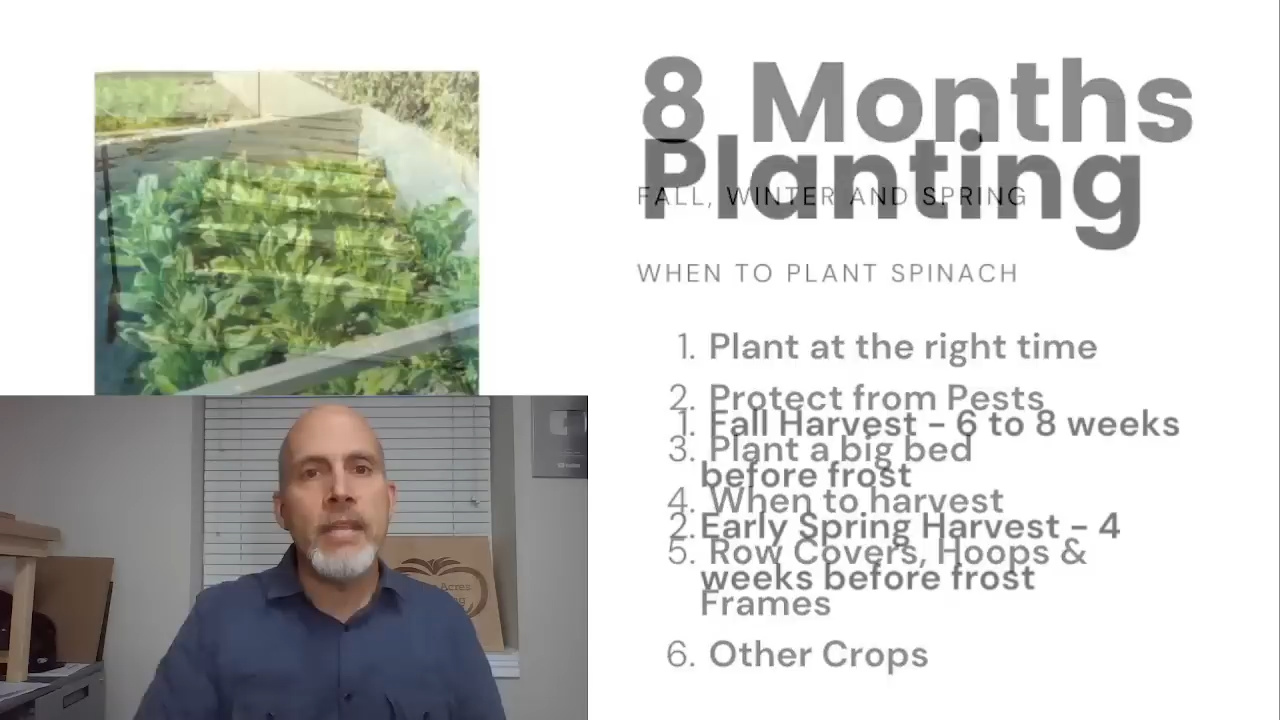 8 Months
Planting
FALL, WINTER AND SPRING
WHEN TO PLANT SPINACH
1. Plant at the right time
2. Protect from Pests
1. Fall Harvest - 6 to 8 weeks
3. Plant a big bed
before frost
4. When to harvest
2. Early Spring Harvest - 4
5. Row Covers, Hoops &
weeks before frost
Frames
6. Other Crops
Acres